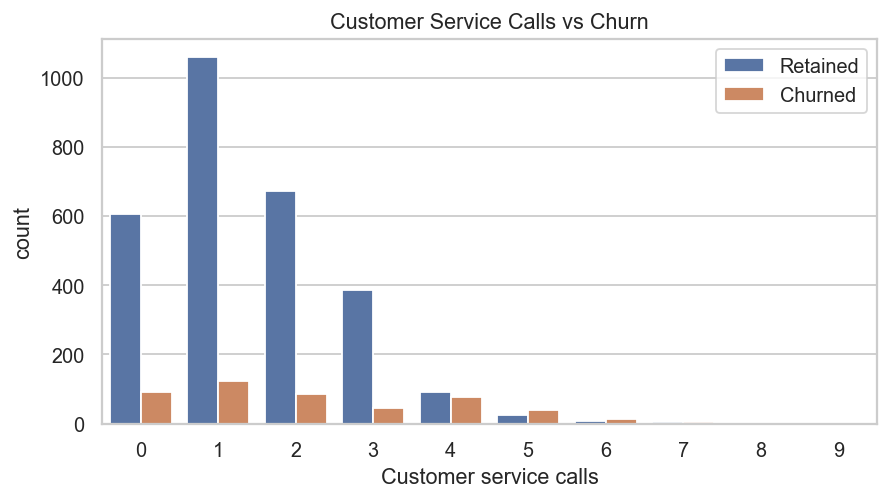 Customer Service Calls vs Churn
Retained
Churned
1000
800
600
400
200
0
count
0 1 2 3 4 5 6 7 8 9
Customer service calls